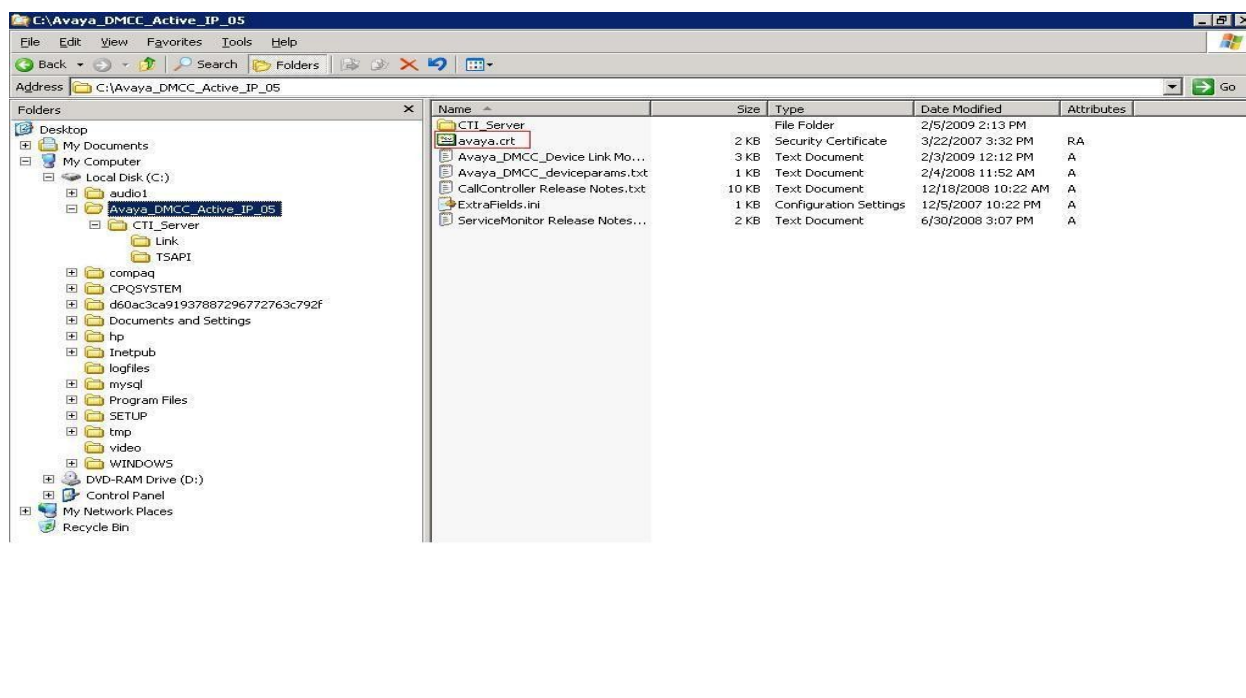 C:\Avaya_DMCC_Active_IP_05
File Edit View Favorites Tools Help
Back Search Folders
Address C:\Avaya_DMCC_Active_IP_05 Go
Folders
Desktop
My Documents
My Computer
Local Disk (C:)
audio1
Avaya_DMCC_Active_IP_05
CTI_Server
Link
TSAPI
compaq
CPQSYSTEM
d60ac3ca91937887296772763c792f
Documents and Settings
hp
Inetpub
logfiles
mysql
Program Files
SETUP
tmp
video
WINDOWS
DVD-RAM Drive (D:)
Control Panel
My Network Places
Recycle Bin
Name Size Type Date Modified Attributes
CTI_Server File Folder 2/5/2009 2:13 PM
avaya.crt 2 KB Security Certificate 3/22/2007 3:32 PM RA
Avaya_DMCC_Device Link Mo... 3 KB Text Document 2/3/2009 12:12 PM A
Avaya_DMCC_deviceparams.txt 1 KB Text Document 2/4/2008 11:52 AM A
CallController Release Notes.txt 10 KB Text Document 12/18/2008 10:22 AM A
ExtraFields.ini 1 KB Configuration Settings 12/5/2007 10:22 PM A
ServiceMonitor Release Notes... 2 KB Text Document 6/30/2008 3:07 PM A